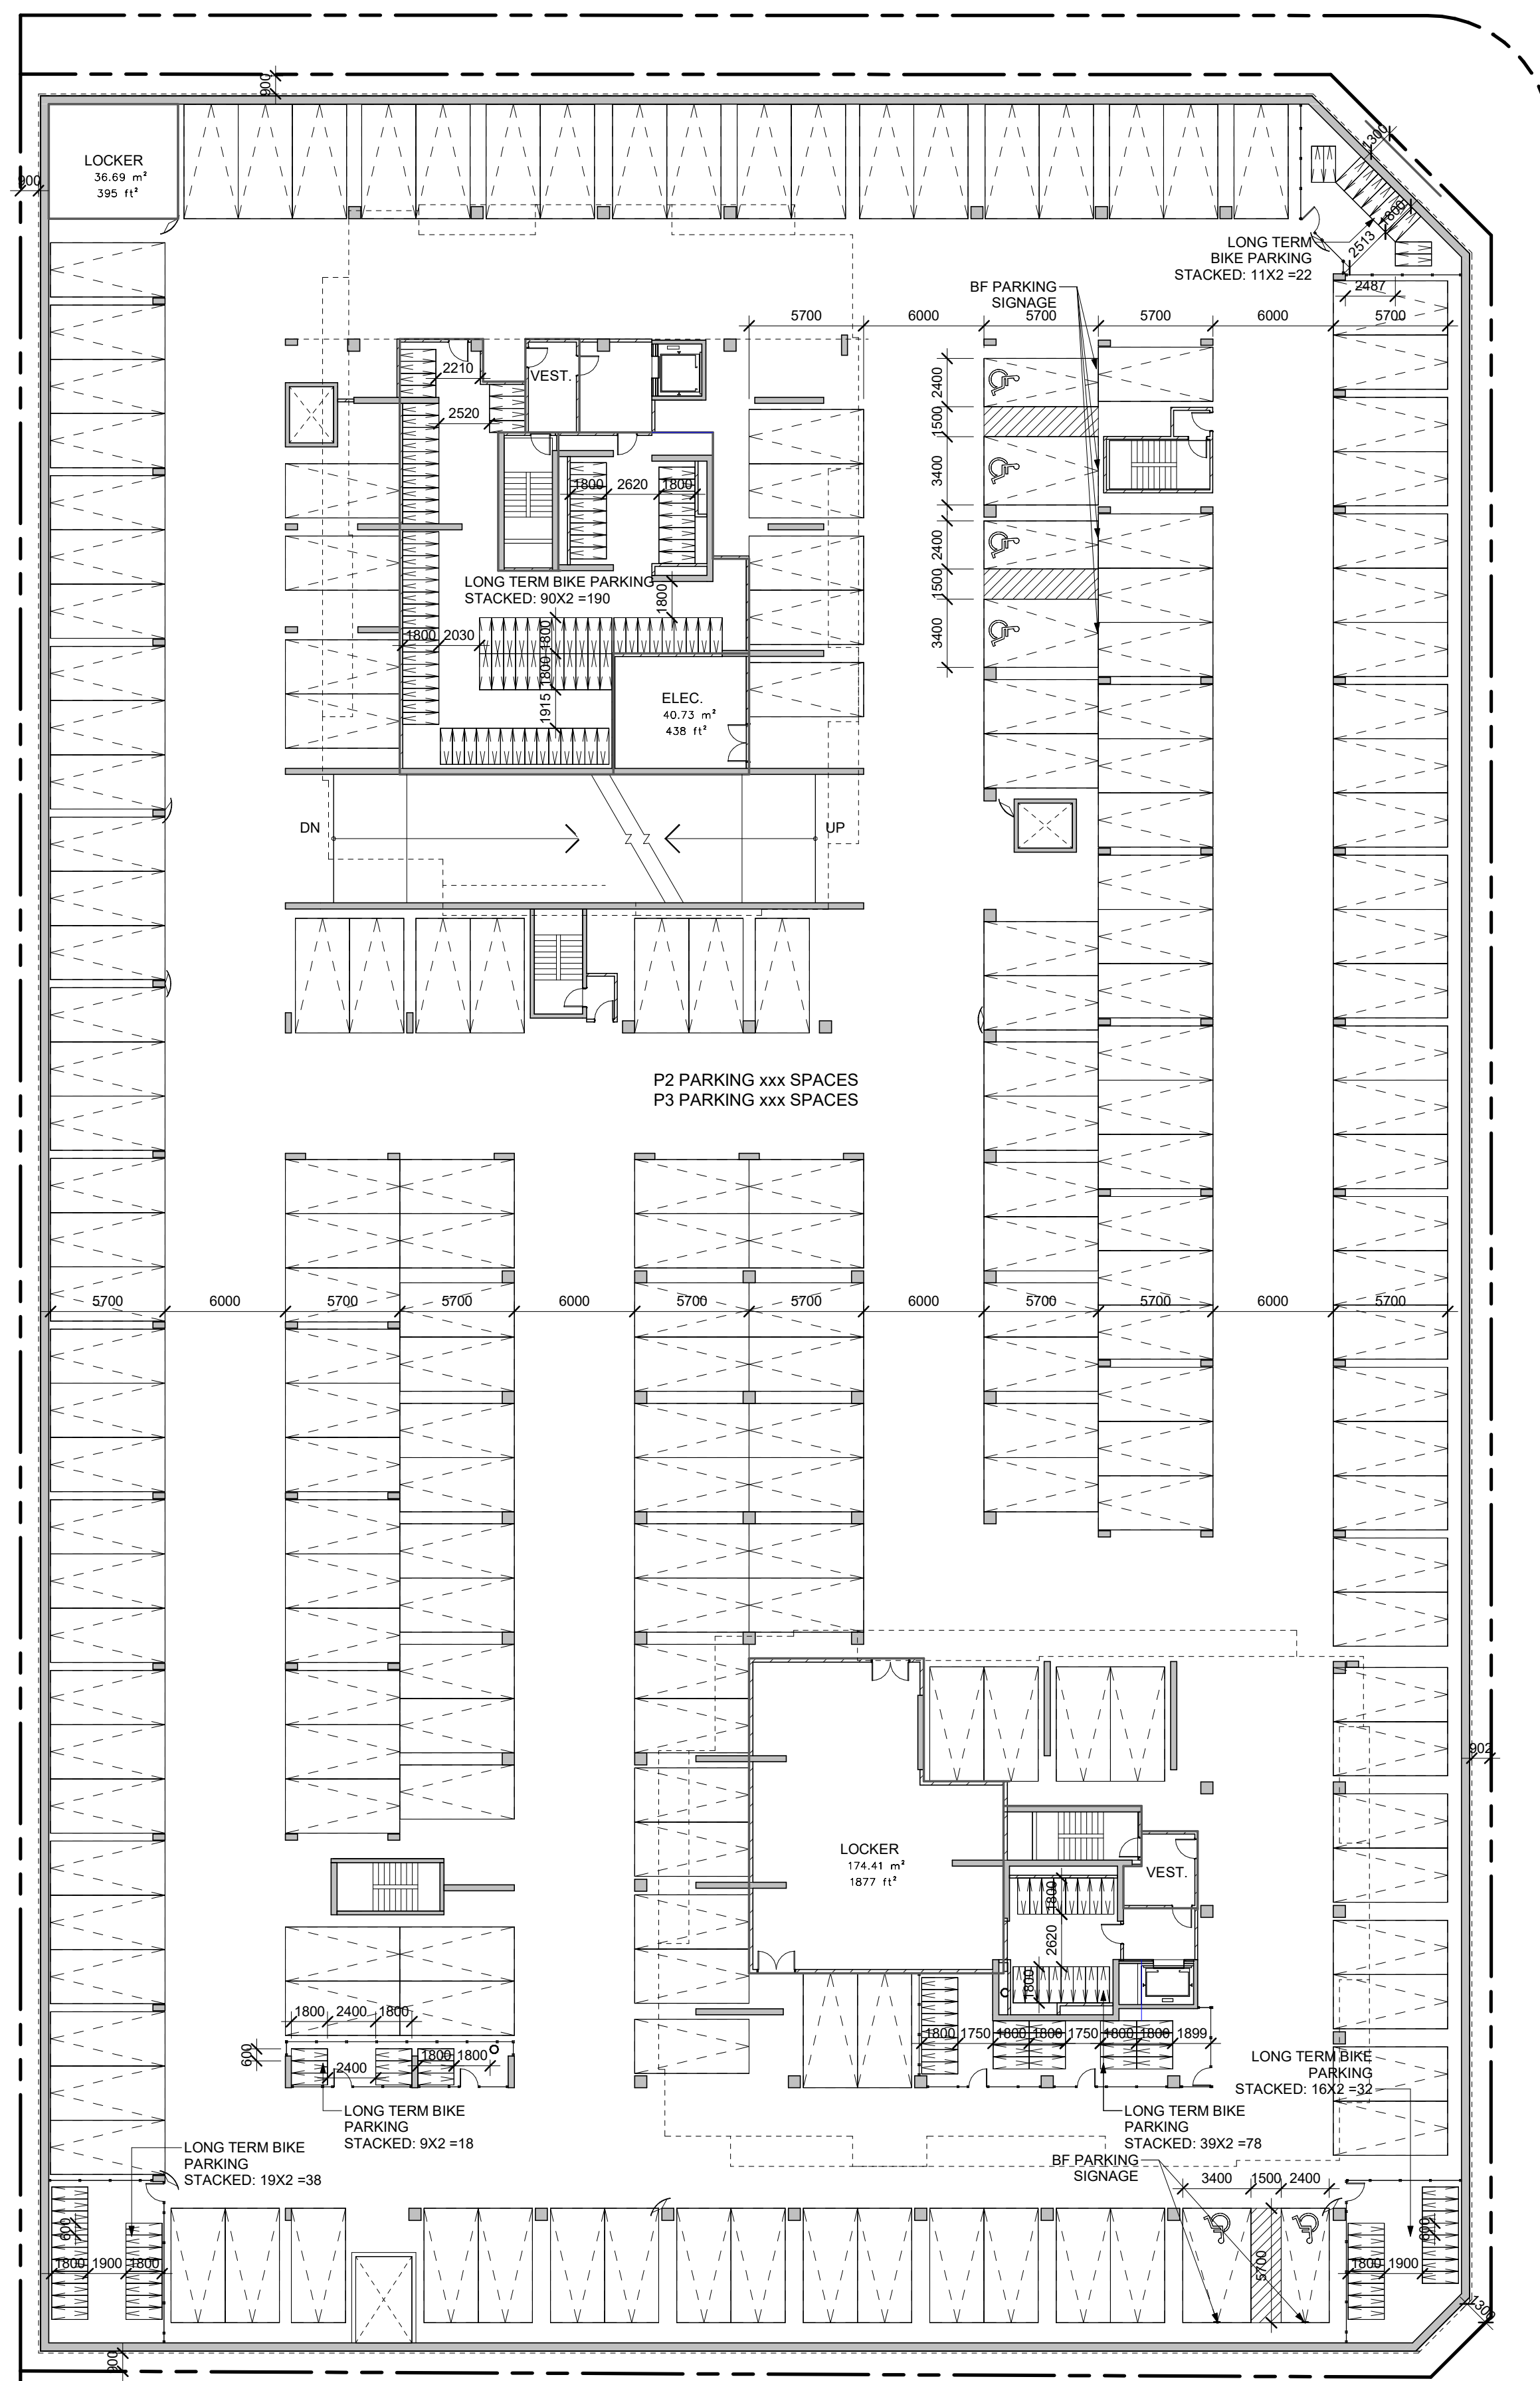 900
900
LOCKER
36.69 m²
395 ft²
1300
1800
2513
LONG TERM
BIKE PARKING
STACKED: 11X2 =22
2487
BF PARKING
SIGNAGE
5700
6000
5700
5700
6000
5700
2210
VEST.
2520
2400
1500
3400
2400
1500
3400
1800
2620
1800
LONG TERM BIKE PARKING
STACKED: 90X2 =190
1800
1800
2030
1800
1800
1915
ELEC.
40.73 m²
438 ft²
DN
UP
P2 PARKING xxx SPACES
P3 PARKING xxx SPACES
5700
6000
5700
5700
6000
5700
5700
6000
5700
5700
6000
5700
902
LOCKER
174.41 m²
1877 ft²
VEST.
1800
2620
1800
1800
2400
1800
600
2400
1800
1800
1800
1750
1800
1800
1750
1800
1800
1899
LONG TERM BIKE
PARKING
STACKED: 16X2 =32
LONG TERM BIKE
PARKING
STACKED: 9X2 =18
LONG TERM BIKE
PARKING
STACKED: 39X2 =78
LONG TERM BIKE
PARKING
STACKED: 19X2 =38
BF PARKING
SIGNAGE
3400
1500
2400
600
1800
1900
1800
5700
600
1800
1900
1300
900